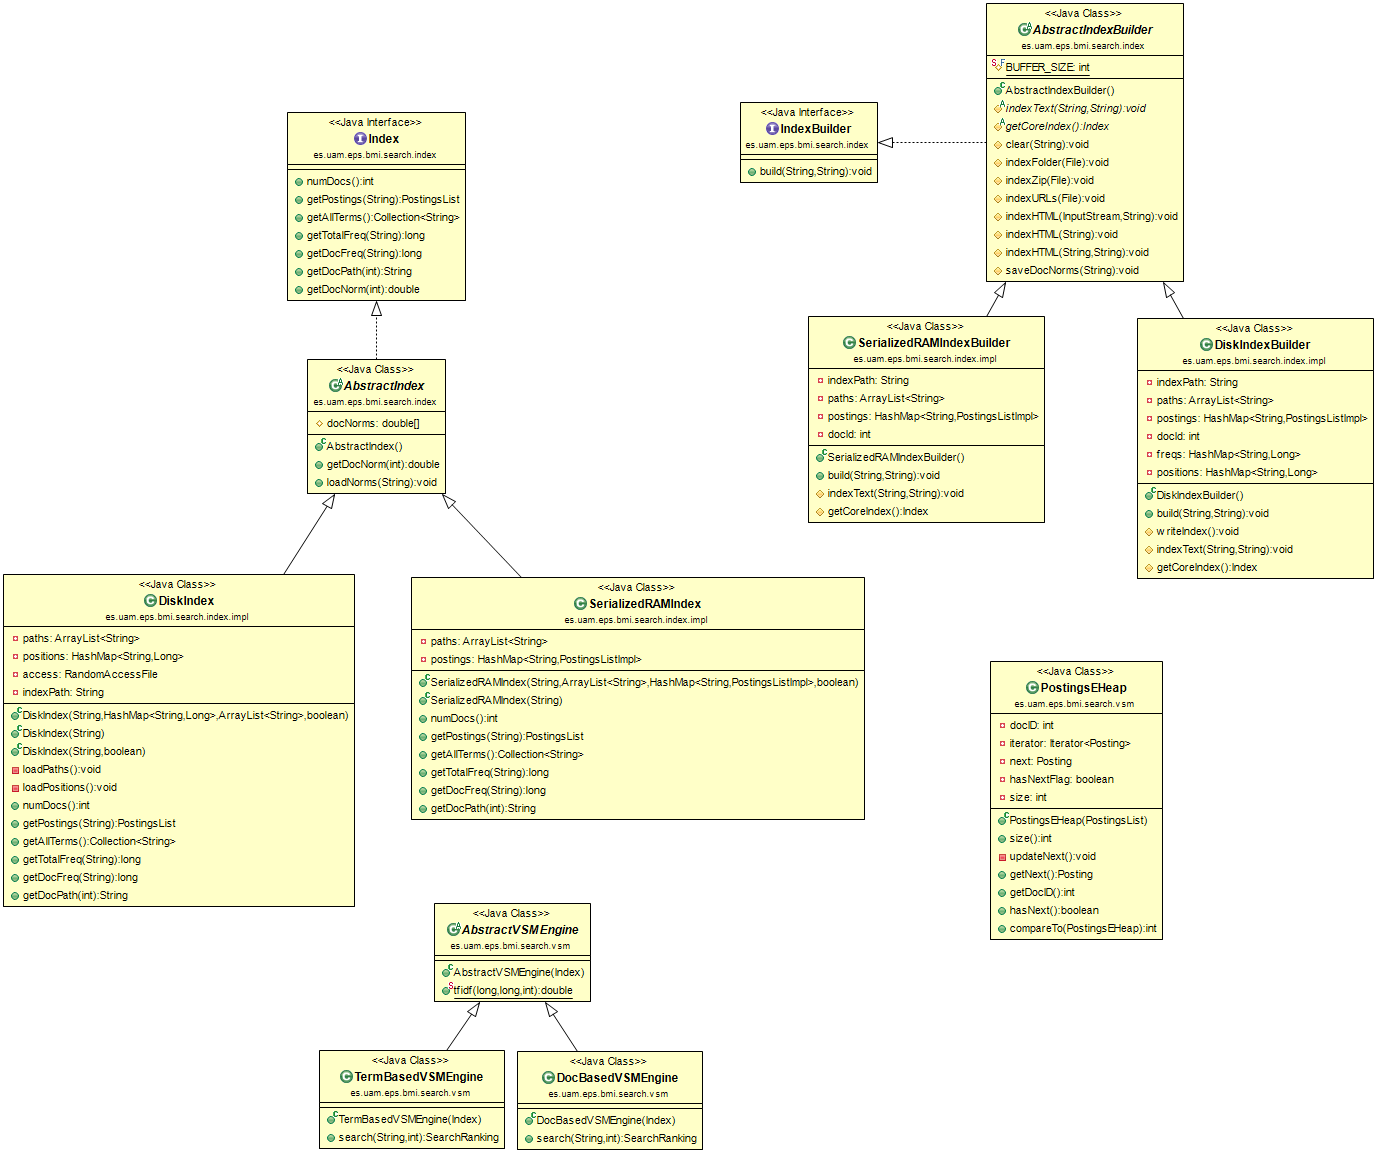 <<Java Class>>
AbstractIndexBuilder
es.uam.eps.bmi.search.index
BUFFER_SIZE: int
AbstractIndexBuilder()
indexText(String,String):void
getCoreIndex():Index
clear(String):void
indexFolder(File):void
indexZip(File):void
indexURLs(File):void
indexHTML(InputStream,String):void
indexHTML(String):void
indexHTML(String,String):void
saveDocNorms(String):void
<<Java Interface>>
IndexBuilder
es.uam.eps.bmi.search.index
build(String,String):void
<<Java Interface>>
Index
es.uam.eps.bmi.search.index
numDocs():int
getPostings(String):PostingsList
getAllTerms():Collection<String>
getTotalFreq(String):long
getDocFreq(String):long
getDocPath(int):String
getDocNorm(int):double
<<Java Class>>
AbstractIndex
es.uam.eps.bmi.search.index
docNorms: double[]
AbstractIndex()
getDocNorm(int):double
loadNorms(String):void
<<Java Class>>
SerializedRAMIndexBuilder
es.uam.eps.bmi.search.index.impl
indexPath: String
paths: ArrayList<String>
postings: HashMap<String,PostingsListImpl>
docId: int
SerializedRAMIndexBuilder()
build(String,String):void
indexText(String,String):void
getCoreIndex():Index
<<Java Class>>
DiskIndexBuilder
es.uam.eps.bmi.search.index.impl
indexPath: String
paths: ArrayList<String>
postings: HashMap<String,PostingsListImpl>
docId: int
freqs: HashMap<String,Long>
positions: HashMap<String,Long>
DiskIndexBuilder()
build(String,String):void
writeIndex():void
indexText(String,String):void
getCoreIndex():Index
<<Java Class>>
DiskIndex
es.uam.eps.bmi.search.index.impl
paths: ArrayList<String>
positions: HashMap<String,Long>
access: RandomAccessFile
indexPath: String
DiskIndex(String,HashMap<String,Long>,ArrayList<String>,boolean)
DiskIndex(String)
DiskIndex(String,boolean)
loadPaths():void
loadPositions():void
numDocs():int
getPostings(String):PostingsList
getAllTerms():Collection<String>
getTotalFreq(String):long
getDocFreq(String):long
getDocPath(int):String
<<Java Class>>
SerializedRAMIndex
es.uam.eps.bmi.search.index.impl
paths: ArrayList<String>
postings: HashMap<String,PostingsListImpl>
SerializedRAMIndex(String,ArrayList<String>,HashMap<String,PostingsListImpl>,boolean)
SerializedRAMIndex(String)
numDocs():int
getPostings(String):PostingsList
getAllTerms():Collection<String>
getTotalFreq(String):long
getDocFreq(String):long
getDocPath(int):String
<<Java Class>>
PostingsEHeap
es.uam.eps.bmi.search.vsm
docID: int
iterator: Iterator<Posting>
next: Posting
hasNextFlag: boolean
size: int
PostingsEHeap(PostingsList)
size():int
updateNext():void
getNext():Posting
getDocID():int
hasNext():boolean
compareTo(PostingsEHeap):int
<<Java Class>>
AbstractVSMEngine
es.uam.eps.bmi.search.vsm
AbstractVSMEngine(Index)
tfidf(long,long,int):double
<<Java Class>>
TermBasedVSMEngine
es.uam.eps.bmi.search.vsm
TermBasedVSMEngine(Index)
search(String,int):SearchRanking
<<Java Class>>
DocBasedVSMEngine
es.uam.eps.bmi.search.vsm
DocBasedVSMEngine(Index)
search(String,int):SearchRanking